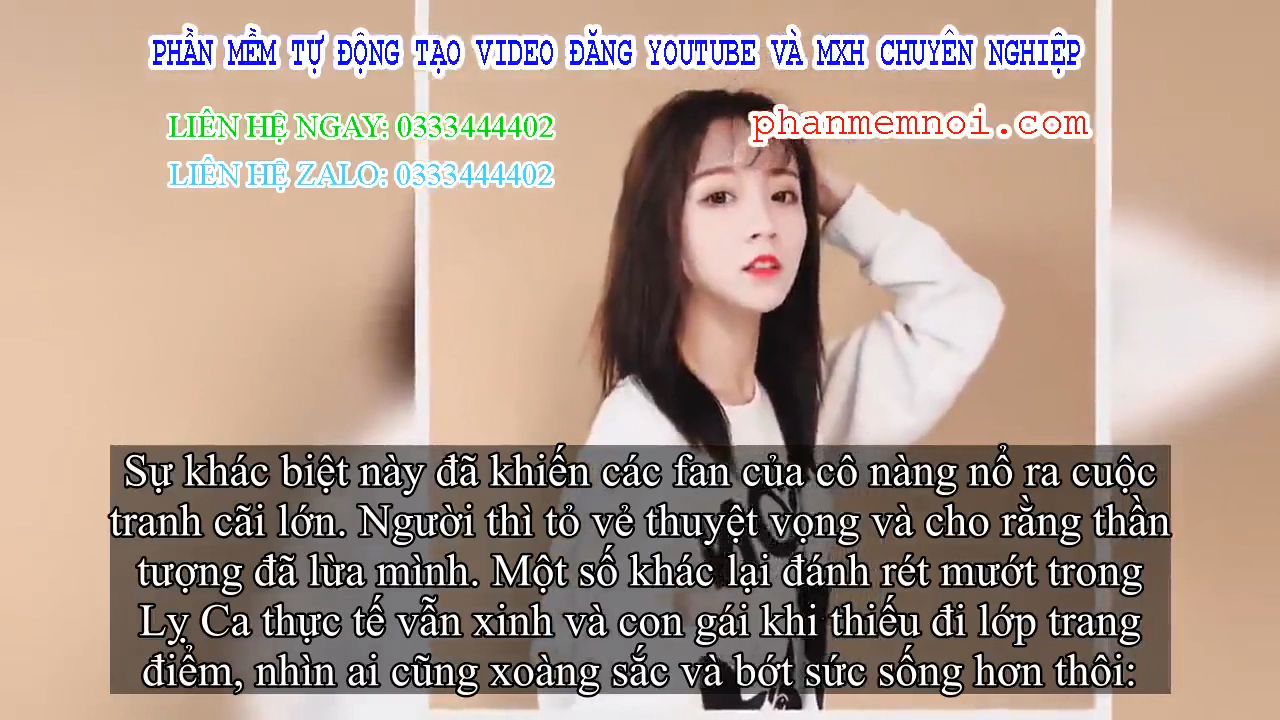 PHẦN MỀM TỰ ĐỘNG TẠO VIDEO ĐĂNG YOUTUBE VÀ MXH CHUYÊN NGHIỆP
LIÊN HỆ NGAY: 0333444402
phanmemnoi.com
LIÊN HỆ ZALO: 0333444402
Sự khác biệt này đã khiến các fan của cô nàng nổ ra cuộc
tranh cãi lớn. Người thì tỏ vẻ thuyệt vọng và cho rằng thần
tượng đã lừa mình. Một số khác lại đánh rét mướt trong
Lỵ Ca thực tế vẫn xinh và con gái khi thiếu đi lớp trang
điểm, nhìn ai cũng xoàng sắc và bớt sức sống hơn thôi: